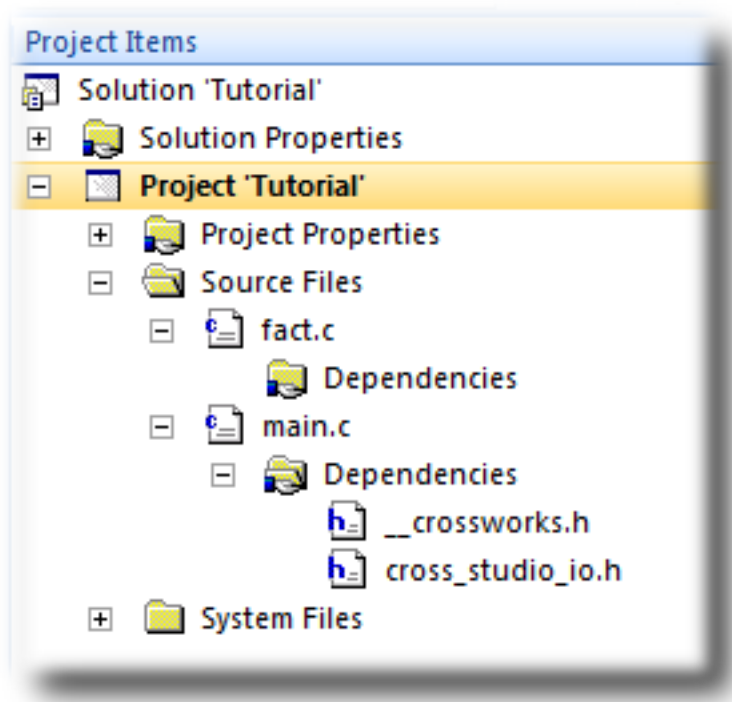 Project Items
Solution 'Tutorial'
Solution Properties
Project 'Tutorial'
Project Properties
Source Files
fact.c
Dependencies
main.c
Dependencies
__crossworks.h
cross_studio_io.h
System Files